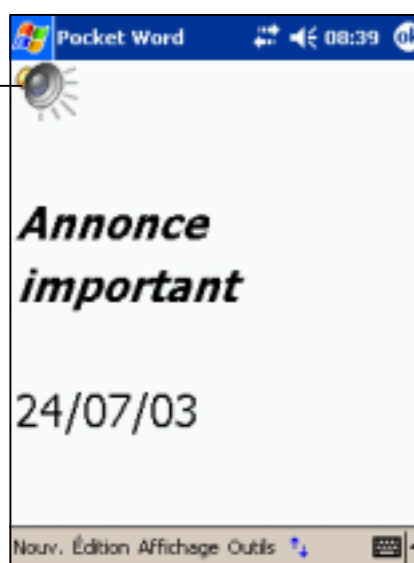 Pocket Word 08:39 ok
Annonce
important
24/07/03
Nouv. Édition Affichage Outils